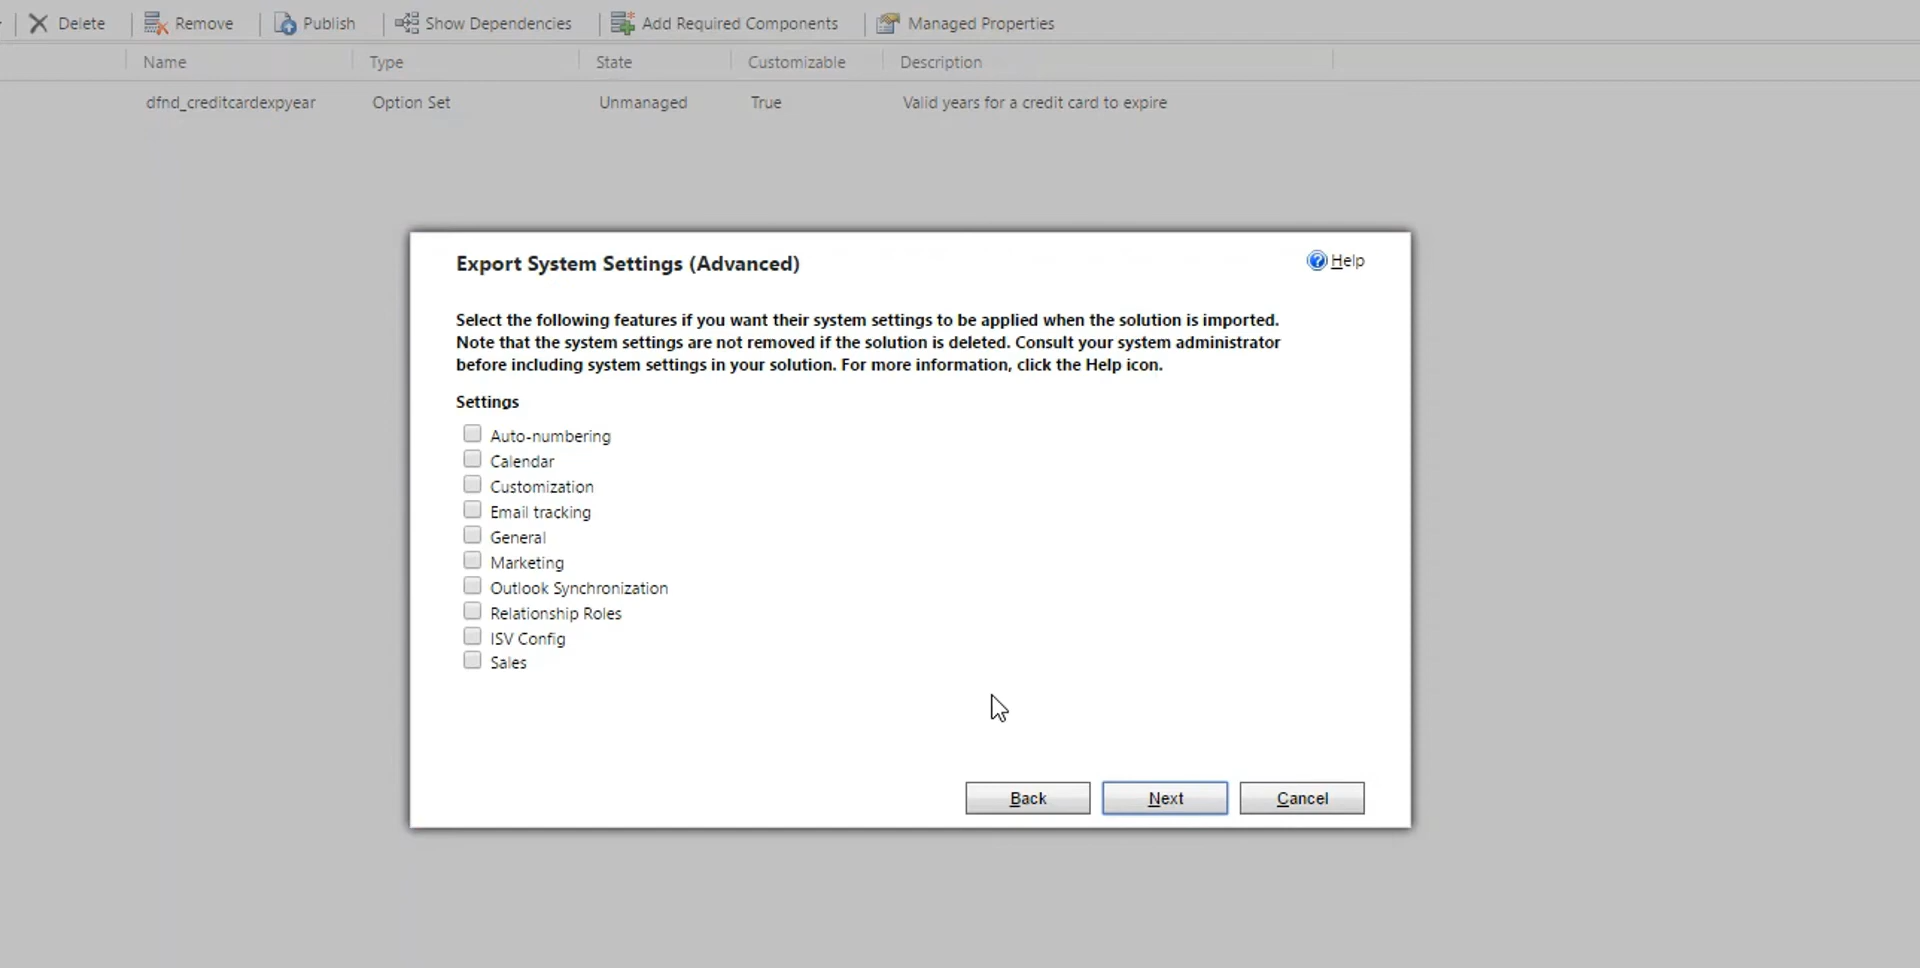 Delete Remove Publish Show Dependencies Add Required Components Managed Properties
Name Type State Customizable Description
dfnd_creditcardexpyear Option Set Unmanaged True Valid years for a credit card to expire
Export System Settings (Advanced)
Help
Select the following features if you want their system settings to be applied when the solution is imported.
Note that the system settings are not removed if the solution is deleted. Consult your system administrator
before including system settings in your solution. For more information, click the Help icon.
Settings
Auto-numbering
Calendar
Customization
Email tracking
General
Marketing
Outlook Synchronization
Relationship Roles
ISV Config
Sales
Back Next Cancel